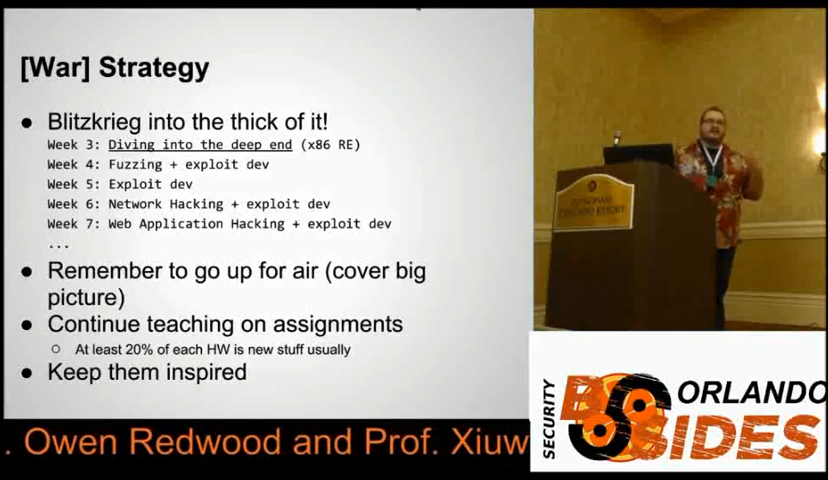 [War] Strategy
● Blitzkrieg into the thick of it!
Week 3: Diving into the deep end (x86 RE)
Week 4: Fuzzing + exploit dev
Week 5: Exploit dev
Week 6: Network Hacking + exploit dev
Week 7: Web Application Hacking + exploit dev
...
● Remember to go up for air (cover big
picture)
● Continue teaching on assignments
○ At least 20% of each HW is new stuff usually
● Keep them inspired
. Owen Redwood and Prof. Xiuw
SECURITY
BSIDES
ORLANDO